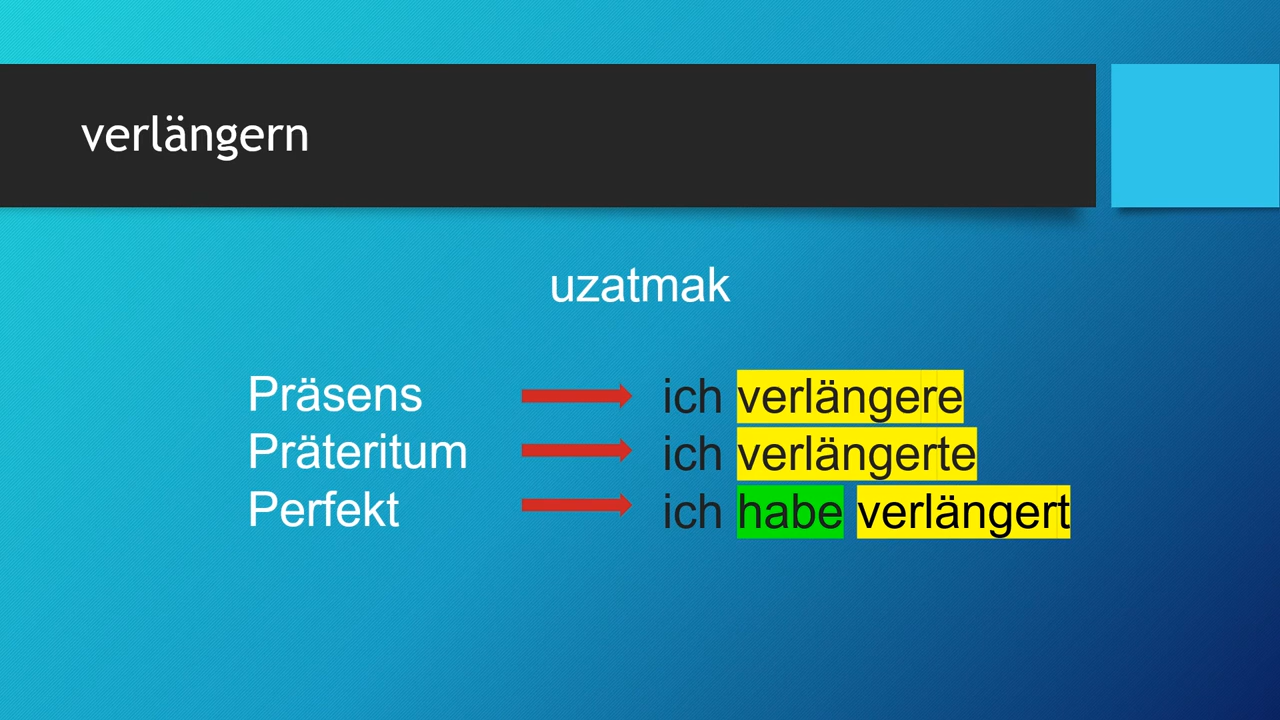 verlängern
uzatmak
Präsens ich verlängere
Präteritum ich verlängerte
Perfekt ich habe verlängert